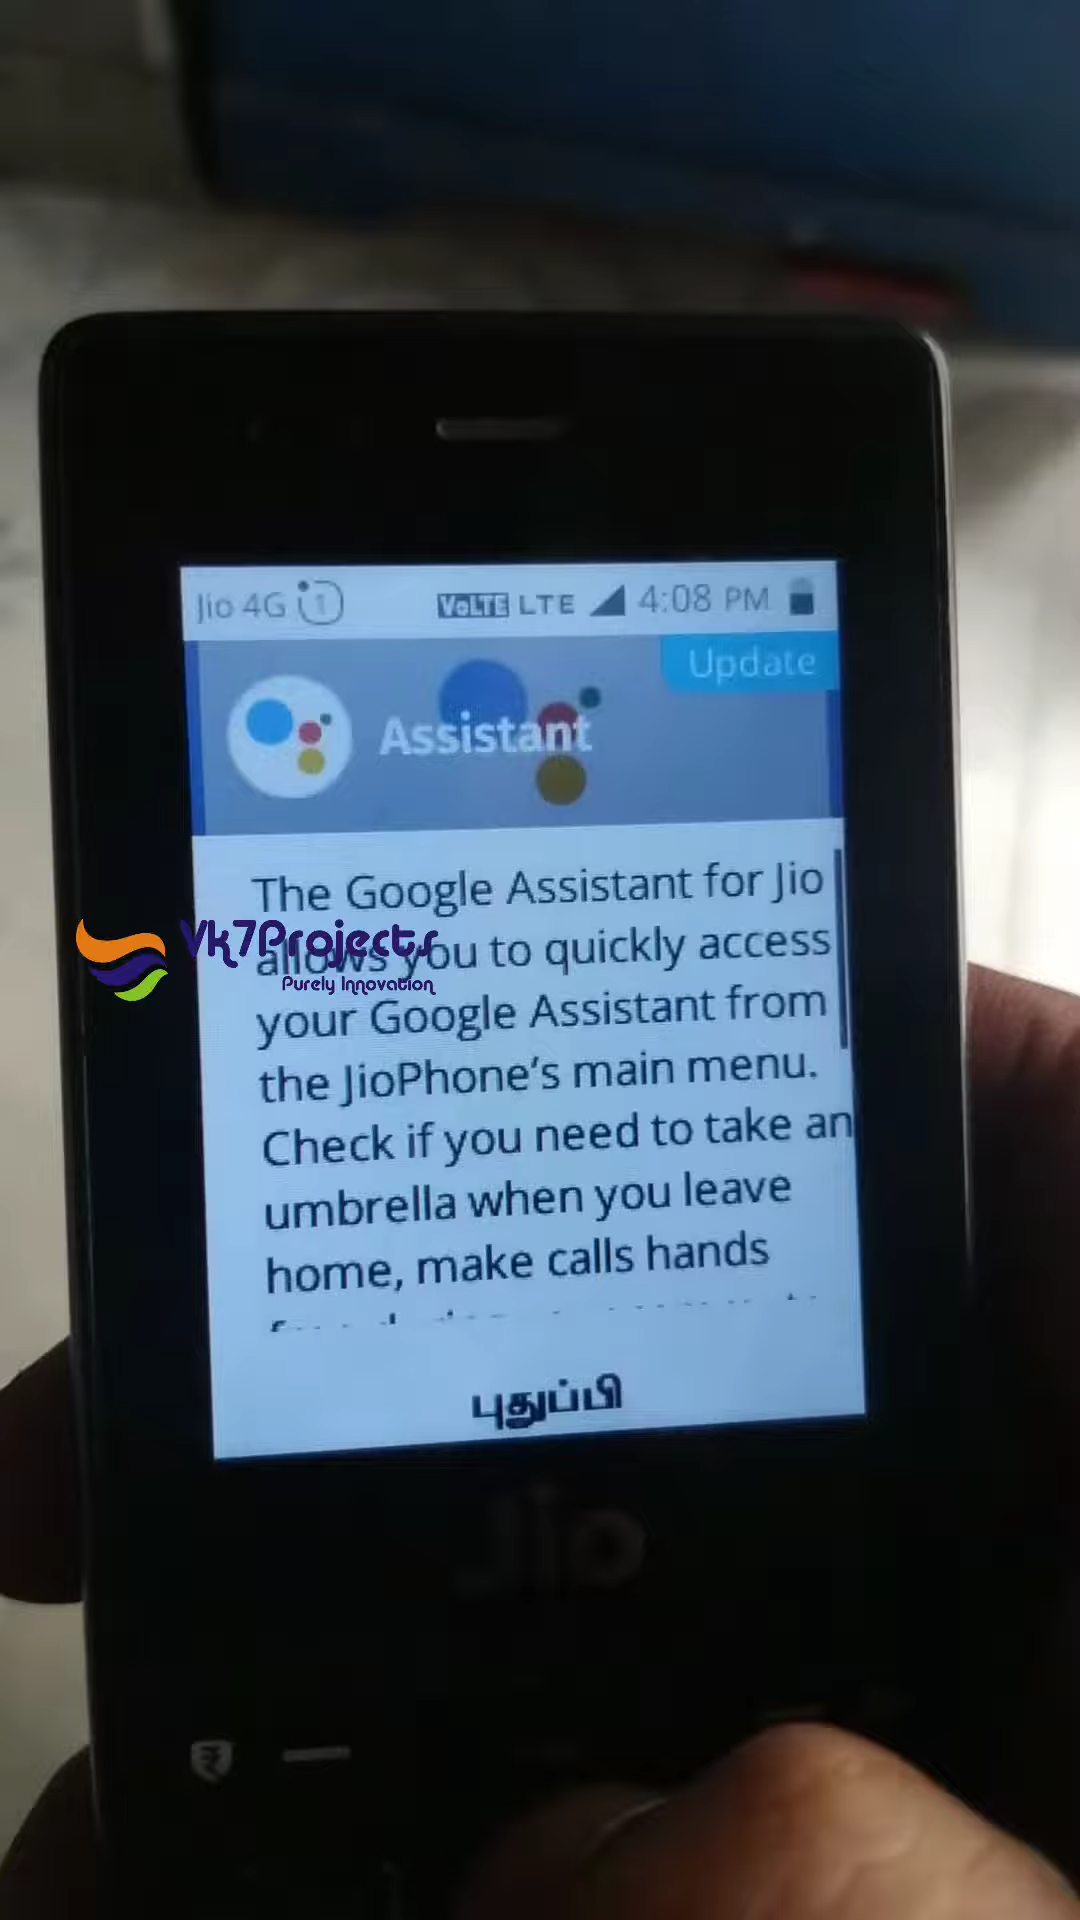 Jio 4G 1 VoLTE LTE 4:08 PM
Update
Assistant
The Google Assistant for Jio
allows you to quickly access
your Google Assistant from
the JioPhone’s main menu.
Check if you need to take an
umbrella when you leave
home, make calls hands
Vk7Projects
Purely Innovation
புதுப்பி
Jio
₹